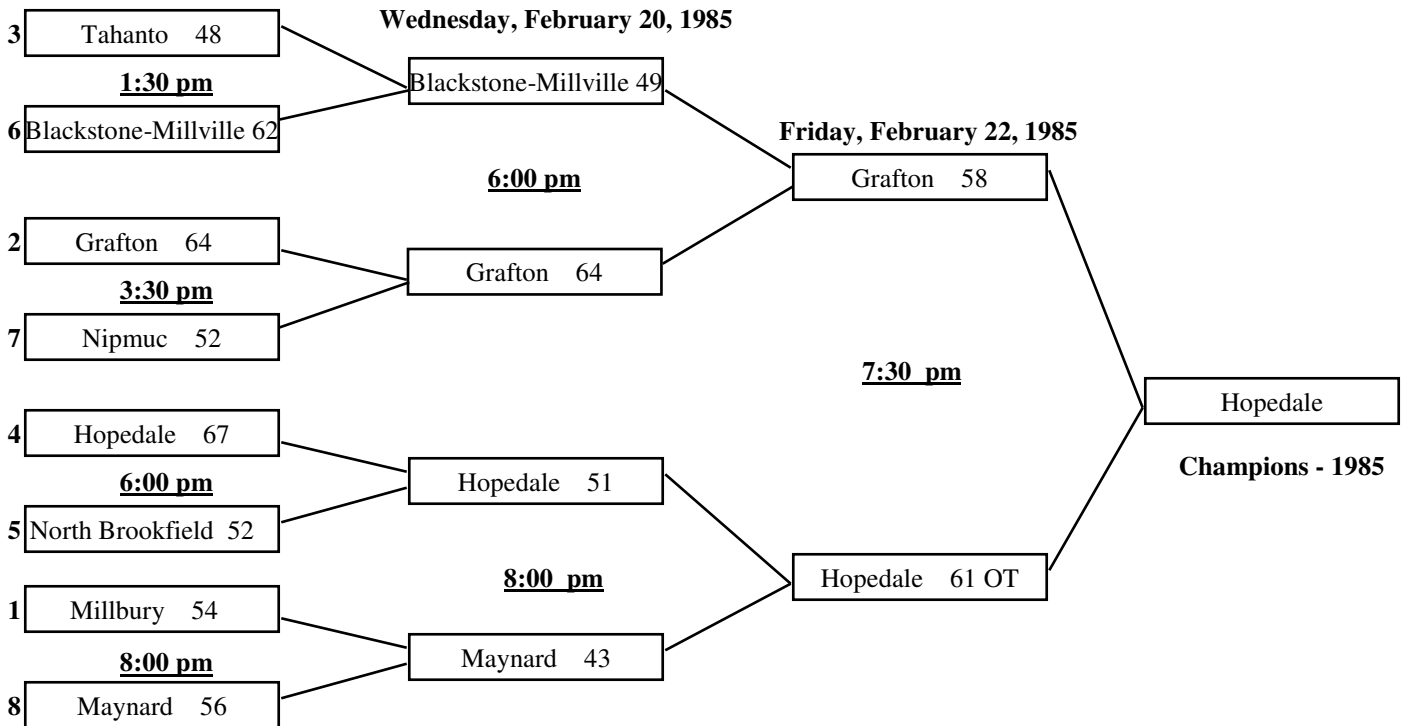 Wednesday, February 20, 1985
3 Tahanto 48
1:30 pm
6 Blackstone-Millville 62
Blackstone-Millville 49
6:00 pm
Friday, February 22, 1985
Grafton 58
2 Grafton 64
3:30 pm
7 Nipmuc 52
Grafton 64
7:30 pm
Hopedale
Champions - 1985
4 Hopedale 67
6:00 pm
5 North Brookfield 52
Hopedale 51
8:00 pm
Hopedale 61 OT
1 Millbury 54
8:00 pm
8 Maynard 56
Maynard 43